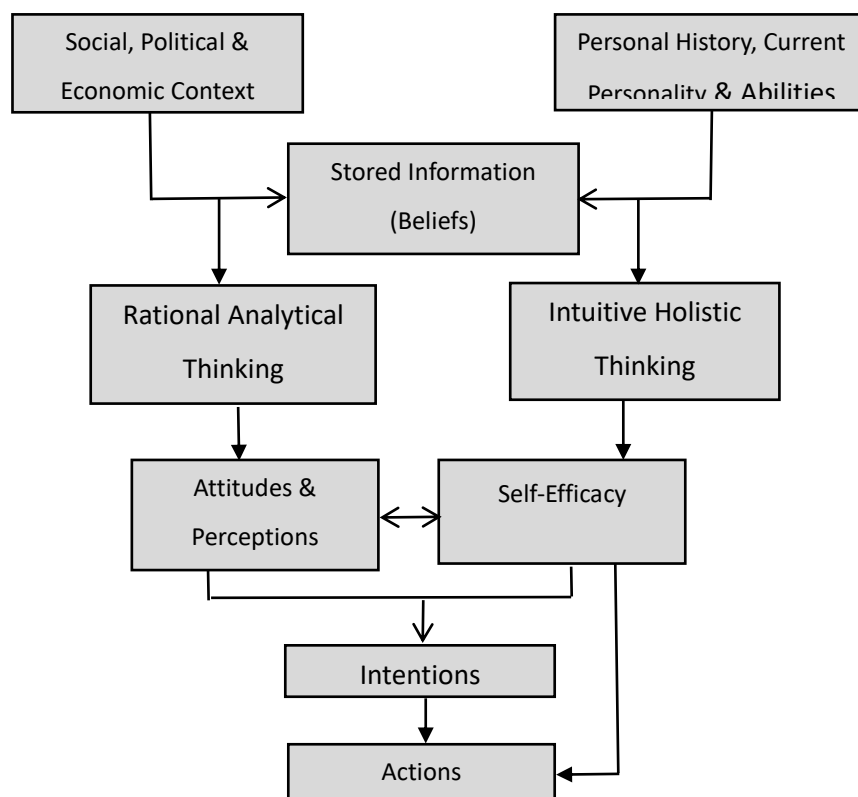 Social, Political &
Economic Context
Personal History, Current
Personality & Abilities
Stored Information
(Beliefs)
Rational Analytical
Thinking
Intuitive Holistic
Thinking
Attitudes &
Perceptions
Self-Efficacy
Intentions
Actions